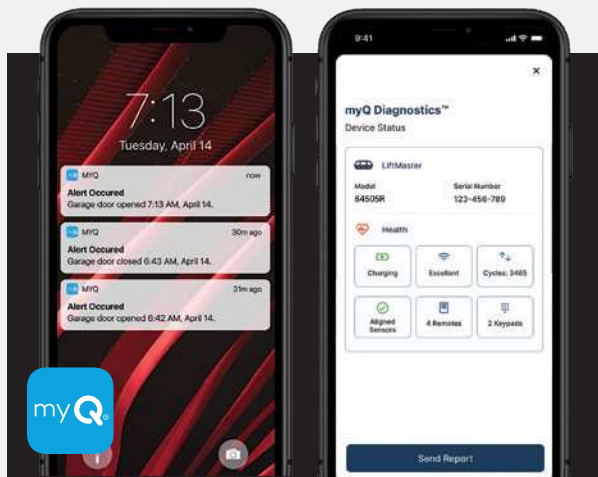 7:13
Tuesday, April 14
MYQ now
Alert Occured
Garage door opened 7:13 AM, April 14.
MYQ 30m ago
Alert Occured
Garage door closed 6:43 AM, April 14.
MYQ 31m ago
Alert Occured
Garage door opened 6:42 AM, April 14.
myQ®
9:41
myQ Diagnostics™
Device Status
LiftMaster
Model Serial Number
84505R 123-456-789
Health
Charging Excellent Cycles: 3465
Aligned Sensors 4 Remotes 2 Keypads
Send Report